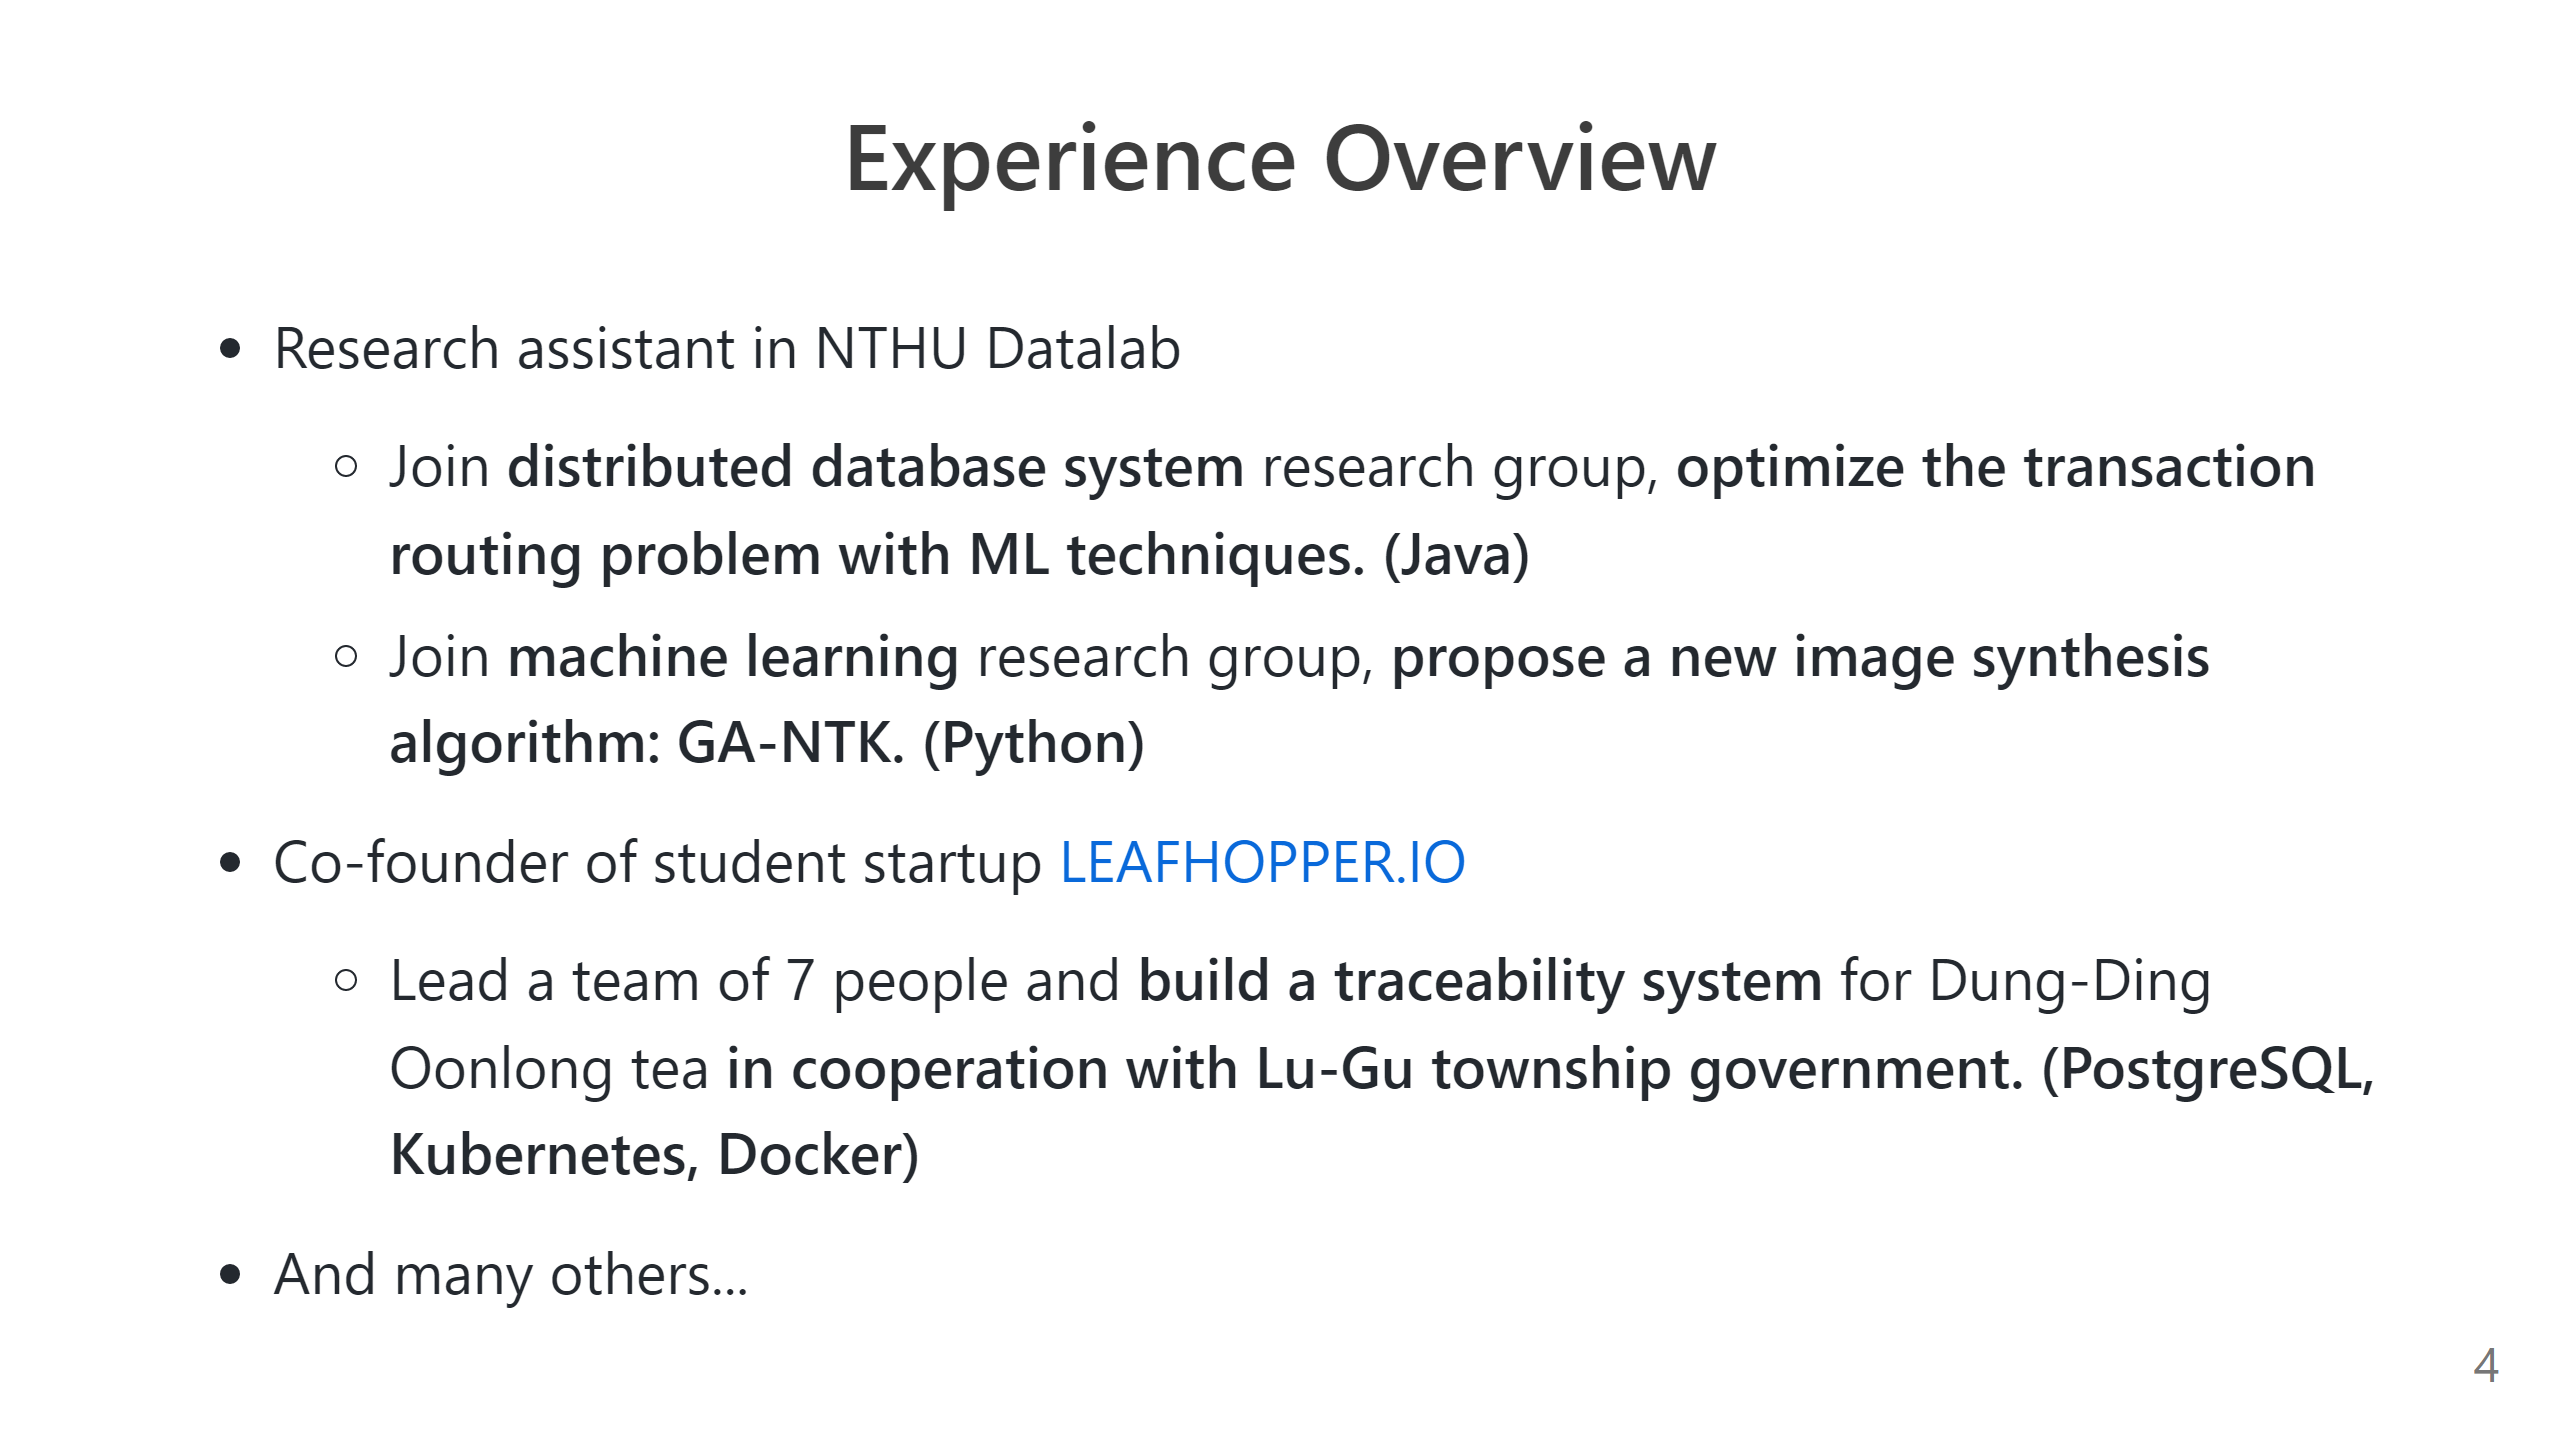 Experience Overview
Research assistant in NTHU Datalab
Join distributed database system research group, optimize the transaction
routing problem with ML techniques. (Java)
Join machine learning research group, propose a new image synthesis
algorithm: GA-NTK. (Python)
Co-founder of student startup LEAFHOPPER.IO
Lead a team of 7 people and build a traceability system for Dung-Ding
Oonlong tea in cooperation with Lu-Gu township government. (PostgreSQL,
Kubernetes, Docker)
And many others...
4